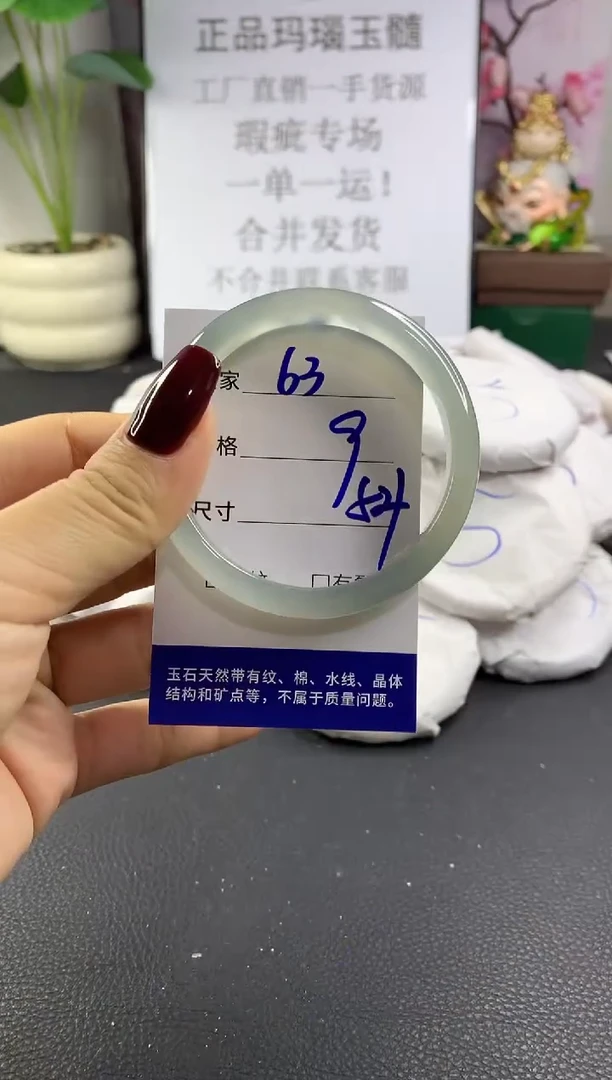 正品玛瑙玉髓
工厂直销一手货源
瑕疵专场
一单一运！
合并发货
不合并联系客服
家 63
格 9
尺寸 54
口有
玉石天然带有纹、棉、水线、晶体
结构和矿点等，不属于质量问题。